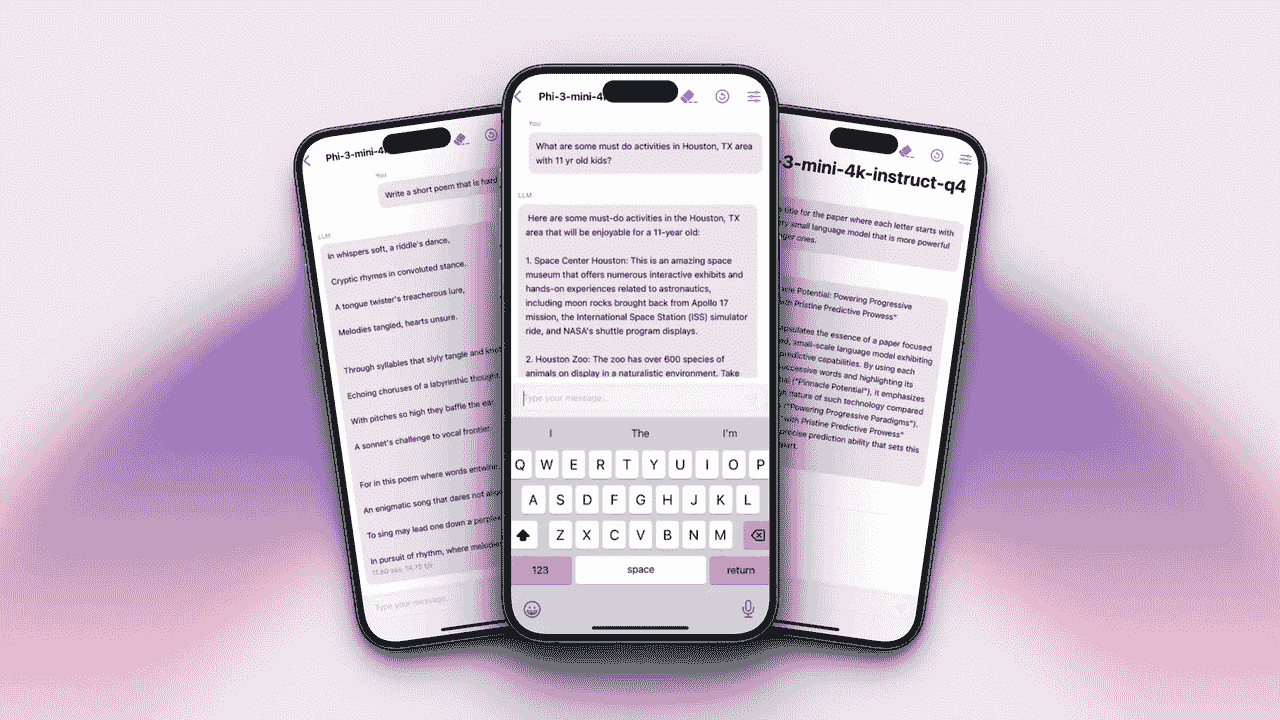 Phi-3-mini-4
You
Write a short poem that is hard
LLM
In whispers soft, a riddle's dance,
Cryptic rhymes in convoluted stance.
A tongue twister's treacherous lure,
Melodies tangled, hearts unsure.
Through syllables that slyly tangle and
Echoing choruses of a labyrinthic thought.
With pitches so high they baffle the ear
A sonnet's challenge to vocal frontier.
For in this poem where words
An enigmatic song that dares not
To sing may lead one down a
In pursuit of rhythm, where
Type your message...
Phi-3-mini-4
You
What are some must do activities in Houston, TX area
with 11 yr old kids?
LLM
Here are some must-do activities in the Houston, TX
area that will be enjoyable for a 11-year old:
1. Space Center Houston: This is an amazing space
museum that offers numerous interactive exhibits and
hands-on experiences related to astronautics,
including moon rocks brought back from Apollo 17
mission, the International Space Station (ISS) simulator
ride, and NASA's shuttle program displays.
2. Houston Zoo: The zoo has over 600 species of
animals on display in a naturalistic environment. Take
Type your message...
I The I'm
Q W E R T Y U I O P
A S D F G H J K L
Z X C V B N M
123 space return
-3-mini-4k-instruct-q4
title for the paper where each letter starts with
small language model that is more powerful
ones.
Potential: Powering Progressive
with Pristine Predictive Prowess"
the essence of a paper focused
small-scale language model exhibiting
predictive capabilities. By using each
successive words and highlighting its
("Pinnacle Potential"), it emphasizes
nature of such technology compared
("Powering Progressive Paradigms").
with Pristine Predictive Prowess"
precise prediction ability that sets this